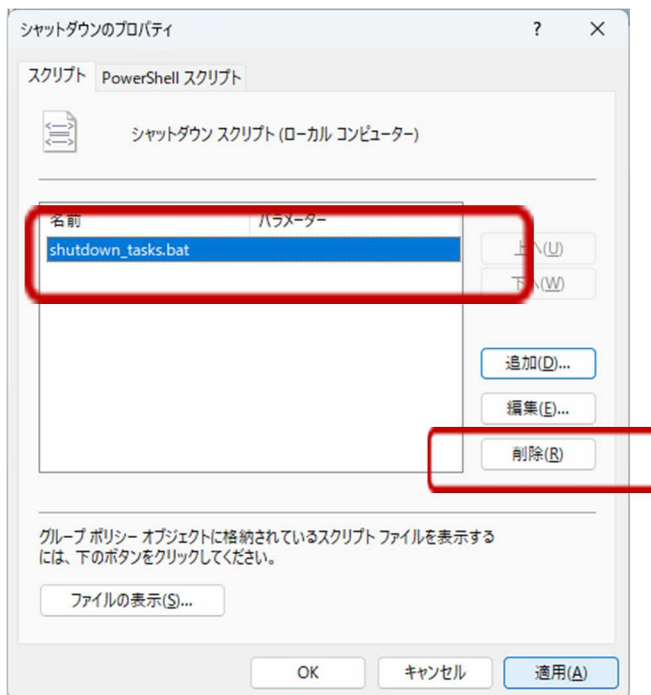 シャットダウンのプロパティ ? ×
スクリプト PowerShell スクリプト
シャットダウン スクリプト (ローカル コンピューター)
名前 パラメーター
shutdown_tasks.bat
上へ(U)
下へ(W)
追加(D)...
編集(E)...
削除(R)
グループ ポリシー オブジェクトに格納されているスクリプト ファイルを表示する
には、下のボタンをクリックしてください。
ファイルの表示(S)...
OK キャンセル 適用(A)